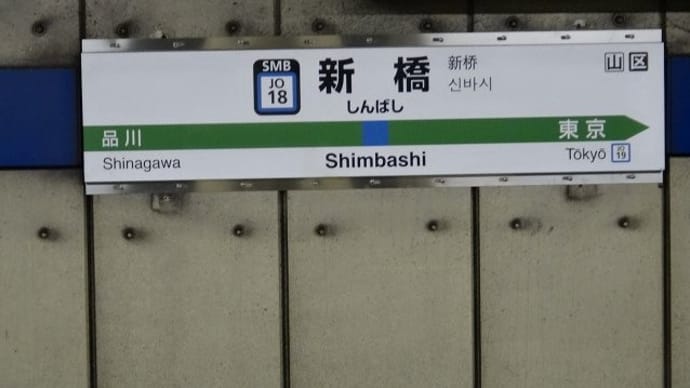 SMB
JO
18
新橋
しんばし
新桥
신바시
山 区
品川
東京
Shinagawa
Shimbashi
Tōkyō
JO
19